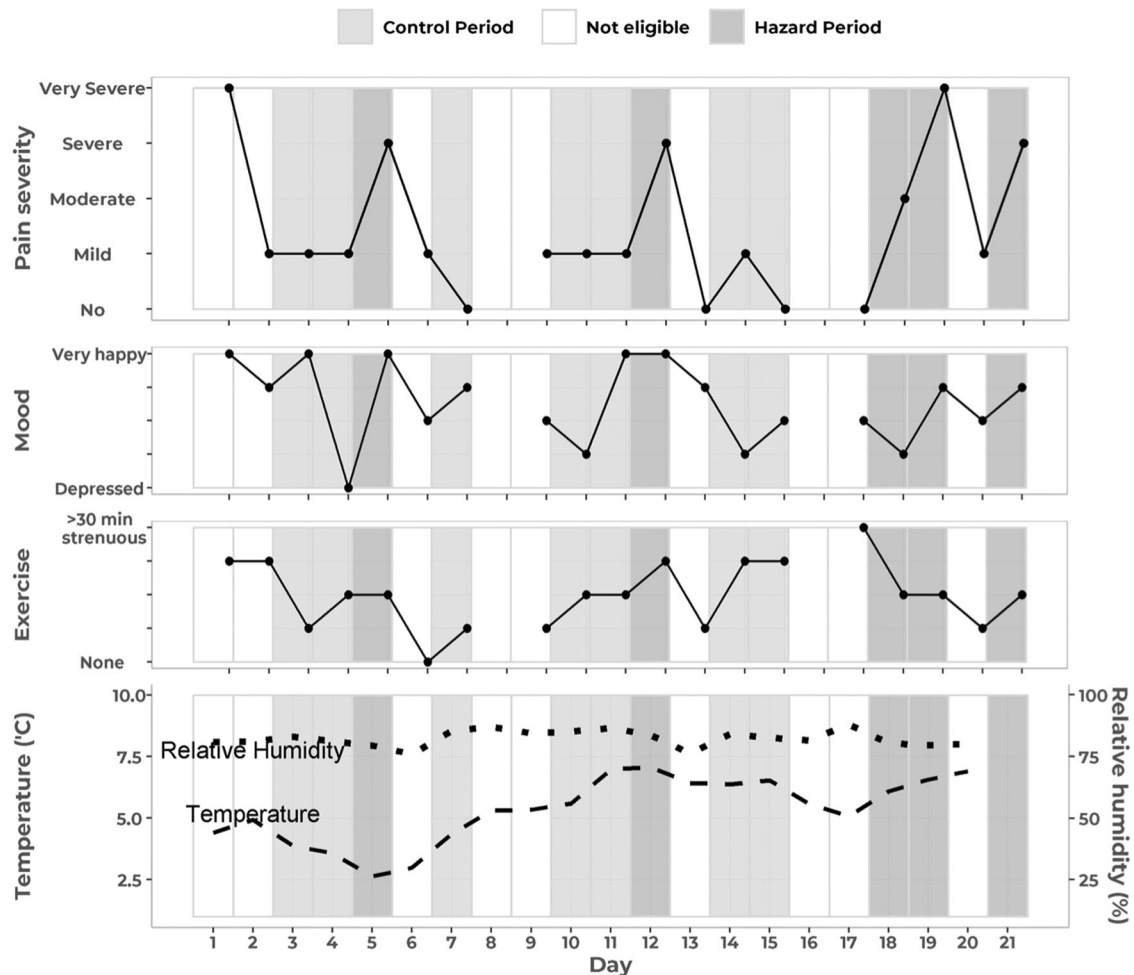 Control Period
Not eligible
Hazard Period
Pain severity
Very Severe
Severe
Moderate
Mild
No
Mood
Very happy
Depressed
Exercise
>30 min
strenuous
None
Temperature ('C)
10.0
7.5
5.0
2.5
Relative Humidity
Temperature
Relative humidity (%)
100
75
50
25
1 2 3 4 5 6 7 8 9 10 11 12 13 14 15 16 17 18 19 20 21
Day